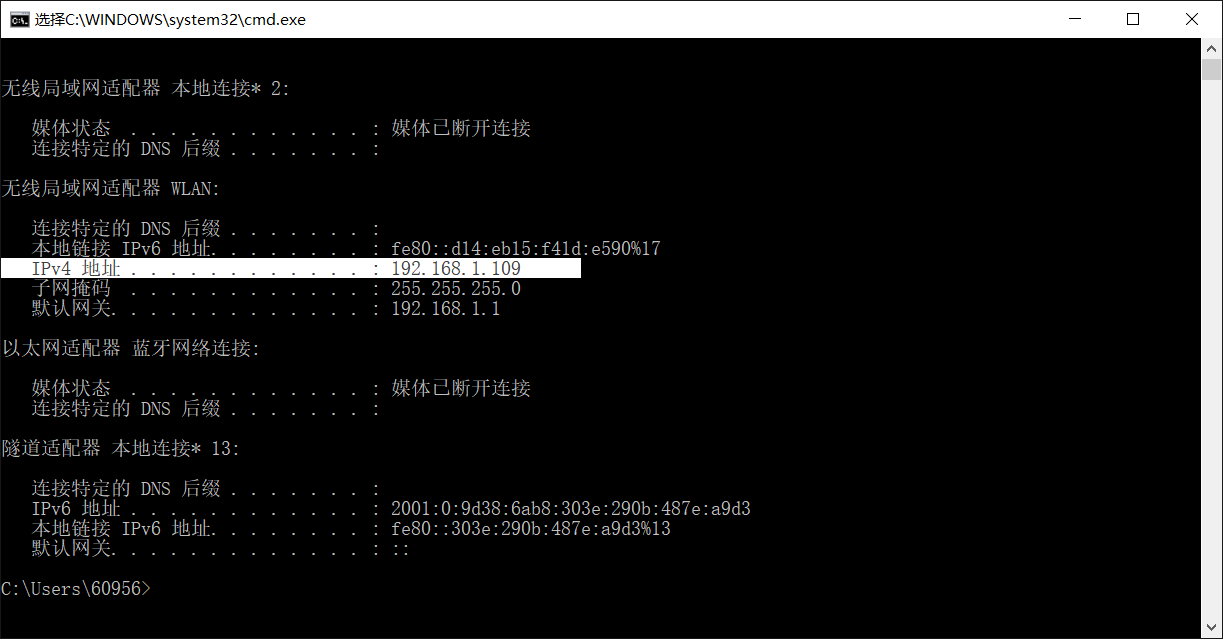 选择C:\WINDOWS\system32\cmd.exe
无线局域网适配器 本地连接* 2:
媒体状态  . . . . . . . . . . . . : 媒体已断开连接
连接特定的 DNS 后缀 . . . . . . . :
无线局域网适配器 WLAN:
连接特定的 DNS 后缀 . . . . . . . :
本地链接 IPv6 地址. . . . . . . . : fe80::d14:eb15:f41d:e590%17
IPv4 地址 . . . . . . . . . . . . : 192.168.1.109
子网掩码  . . . . . . . . . . . . : 255.255.255.0
默认网关. . . . . . . . . . . . . : 192.168.1.1
以太网适配器 蓝牙网络连接:
媒体状态  . . . . . . . . . . . . : 媒体已断开连接
连接特定的 DNS 后缀 . . . . . . . :
隧道适配器 本地连接* 13:
连接特定的 DNS 后缀 . . . . . . . :
IPv6 地址 . . . . . . . . . . . . : 2001:0:9d38:6ab8:303e:290b:487e:a9d3
本地链接 IPv6 地址. . . . . . . . : fe80::303e:290b:487e:a9d3%13
默认网关. . . . . . . . . . . . . : ::
C:\Users\60956>